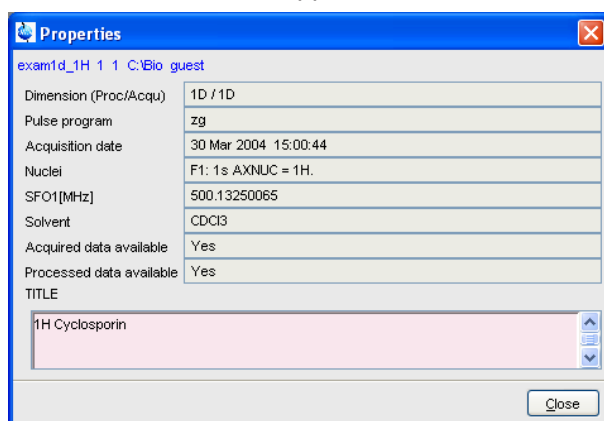 Properties
exam1d_1H 1 1 C:\Bio guest
Dimension (Proc/Acqu) 1D / 1D
Pulse program zg
Acquisition date 30 Mar 2004 15:00:44
Nuclei F1: 1s AXNUC = 1H.
SFO1[MHz] 500.13250065
Solvent CDCl3
Acquired data available Yes
Processed data available Yes
TITLE
1H Cyclosporin
Close